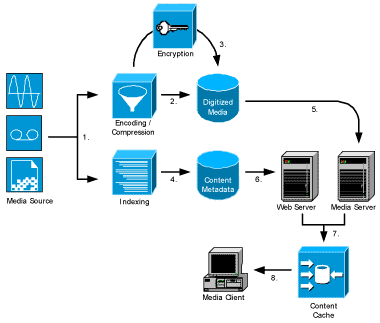 3.
Encryption
1.
2.
5.
Encoding /
Compression
Digitized
Media
Media Source
Indexing
4.
Content
Metadata
6.
Web Server
Media Server
7.
8.
Media Client
Content
Cache